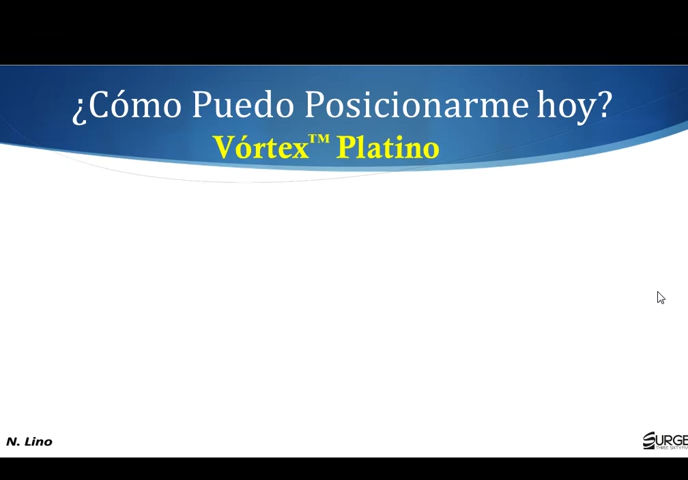 ¿Cómo Puedo Posicionarme hoy?
Vórtex™ Platino
N. Lino
SURGE